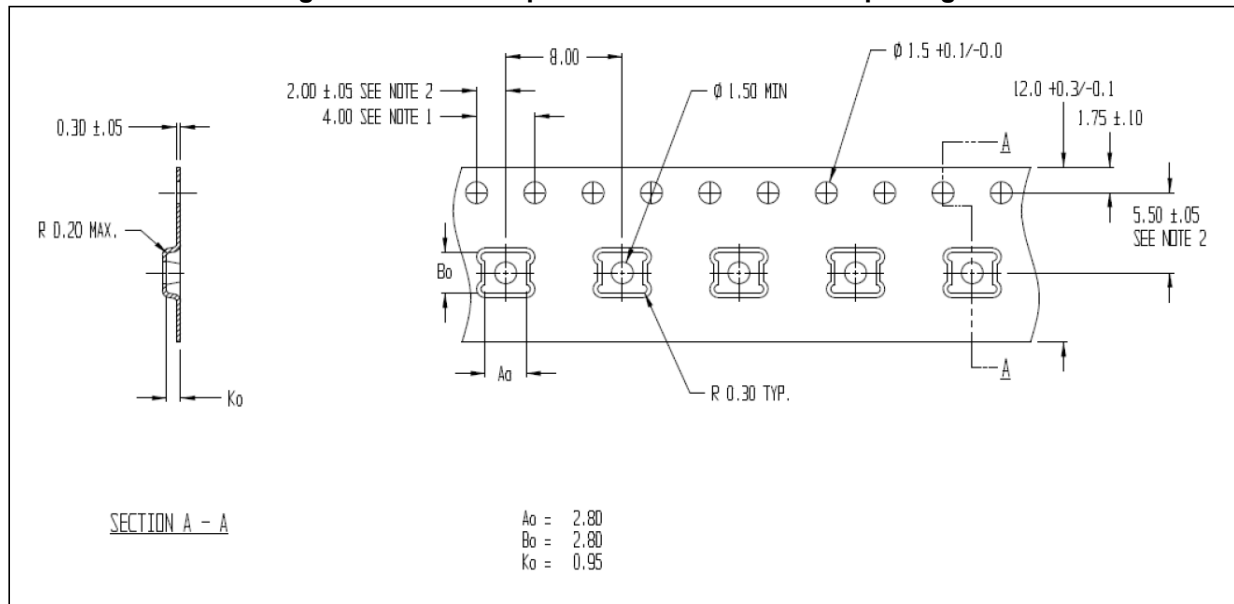 8.00
ϕ 1.5 +0.1/-0.0
2.00 ±.05 SEE NOTE 2
ϕ 1.50 MIN
12.0 +0.3/-0.1
4.00 SEE NOTE 1
1.75 ±.10
0.30 ±.05
A
5.50 ±.05
SEE NOTE 2
R 0.20 MAX.
Bo
Ao
A
R 0.30 TYP.
Ko
SECTION A - A
Ao = 2.80
Bo = 2.80
Ko = 0.95